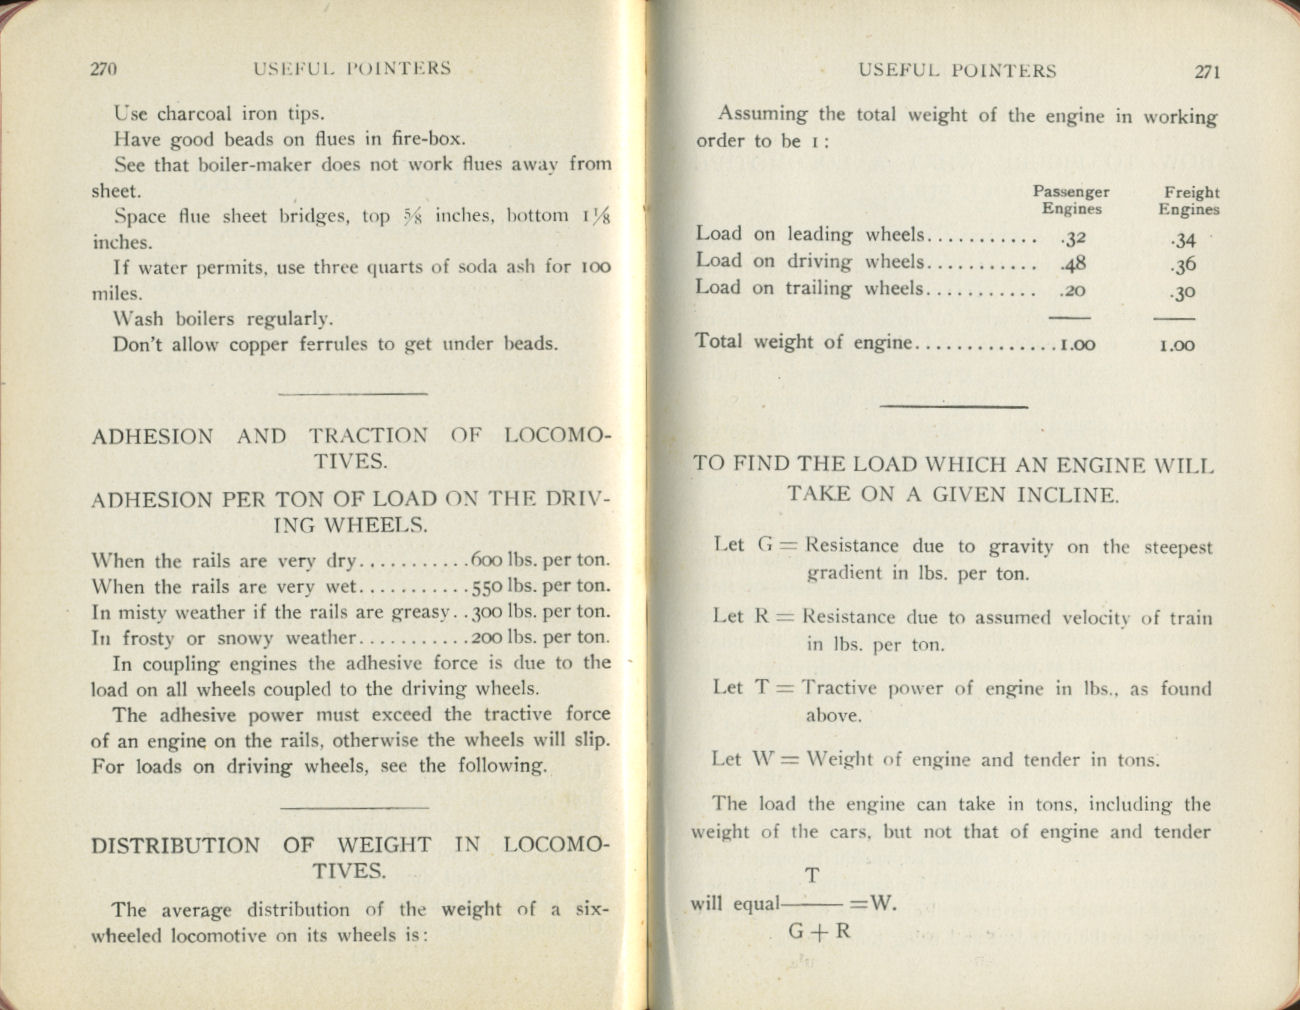 270 USEFUL POINTERS
Use charcoal iron tips.
Have good beads on flues in fire-box.
See that boiler-maker does not work flues away from
sheet.
Space flue sheet bridges, top ⅝ inches, bottom 1⅛
inches.
If water permits, use three quarts of soda ash for 100
miles.
Wash boilers regularly.
Don't allow copper ferrules to get under beads.
ADHESION AND TRACTION OF LOCOMO-
TIVES.
ADHESION PER TON OF LOAD ON THE DRIV-
ING WHEELS.
When the rails are very dry...........600 lbs. per ton.
When the rails are very wet...........550 lbs. per ton.
In misty weather if the rails are greasy..300 lbs. per ton.
In frosty or snowy weather...........200 lbs. per ton.
In coupling engines the adhesive force is due to the
load on all wheels coupled to the driving wheels.
The adhesive power must exceed the tractive force
of an engine on the rails, otherwise the wheels will slip.
For loads on driving wheels, see the following.
DISTRIBUTION OF WEIGHT IN LOCOMO-
TIVES.
The average distribution of the weight of a six-
wheeled locomotive on its wheels is:
USEFUL POINTERS 271
Assuming the total weight of the engine in working
order to be 1:
Passenger Freight
Engines Engines
Load on leading wheels........... .32 .34
Load on driving wheels........... .48 .36
Load on trailing wheels........... .20 .30
Total weight of engine..............1.00 1.00
TO FIND THE LOAD WHICH AN ENGINE WILL
TAKE ON A GIVEN INCLINE.
Let G = Resistance due to gravity on the steepest
gradient in lbs. per ton.
Let R = Resistance due to assumed velocity of train
in lbs. per ton.
Let T = Tractive power of engine in lbs., as found
above.
Let W = Weight of engine and tender in tons.
The load the engine can take in tons, including the
weight of the cars, but not that of engine and tender
T
will equal——— =W.
G + R